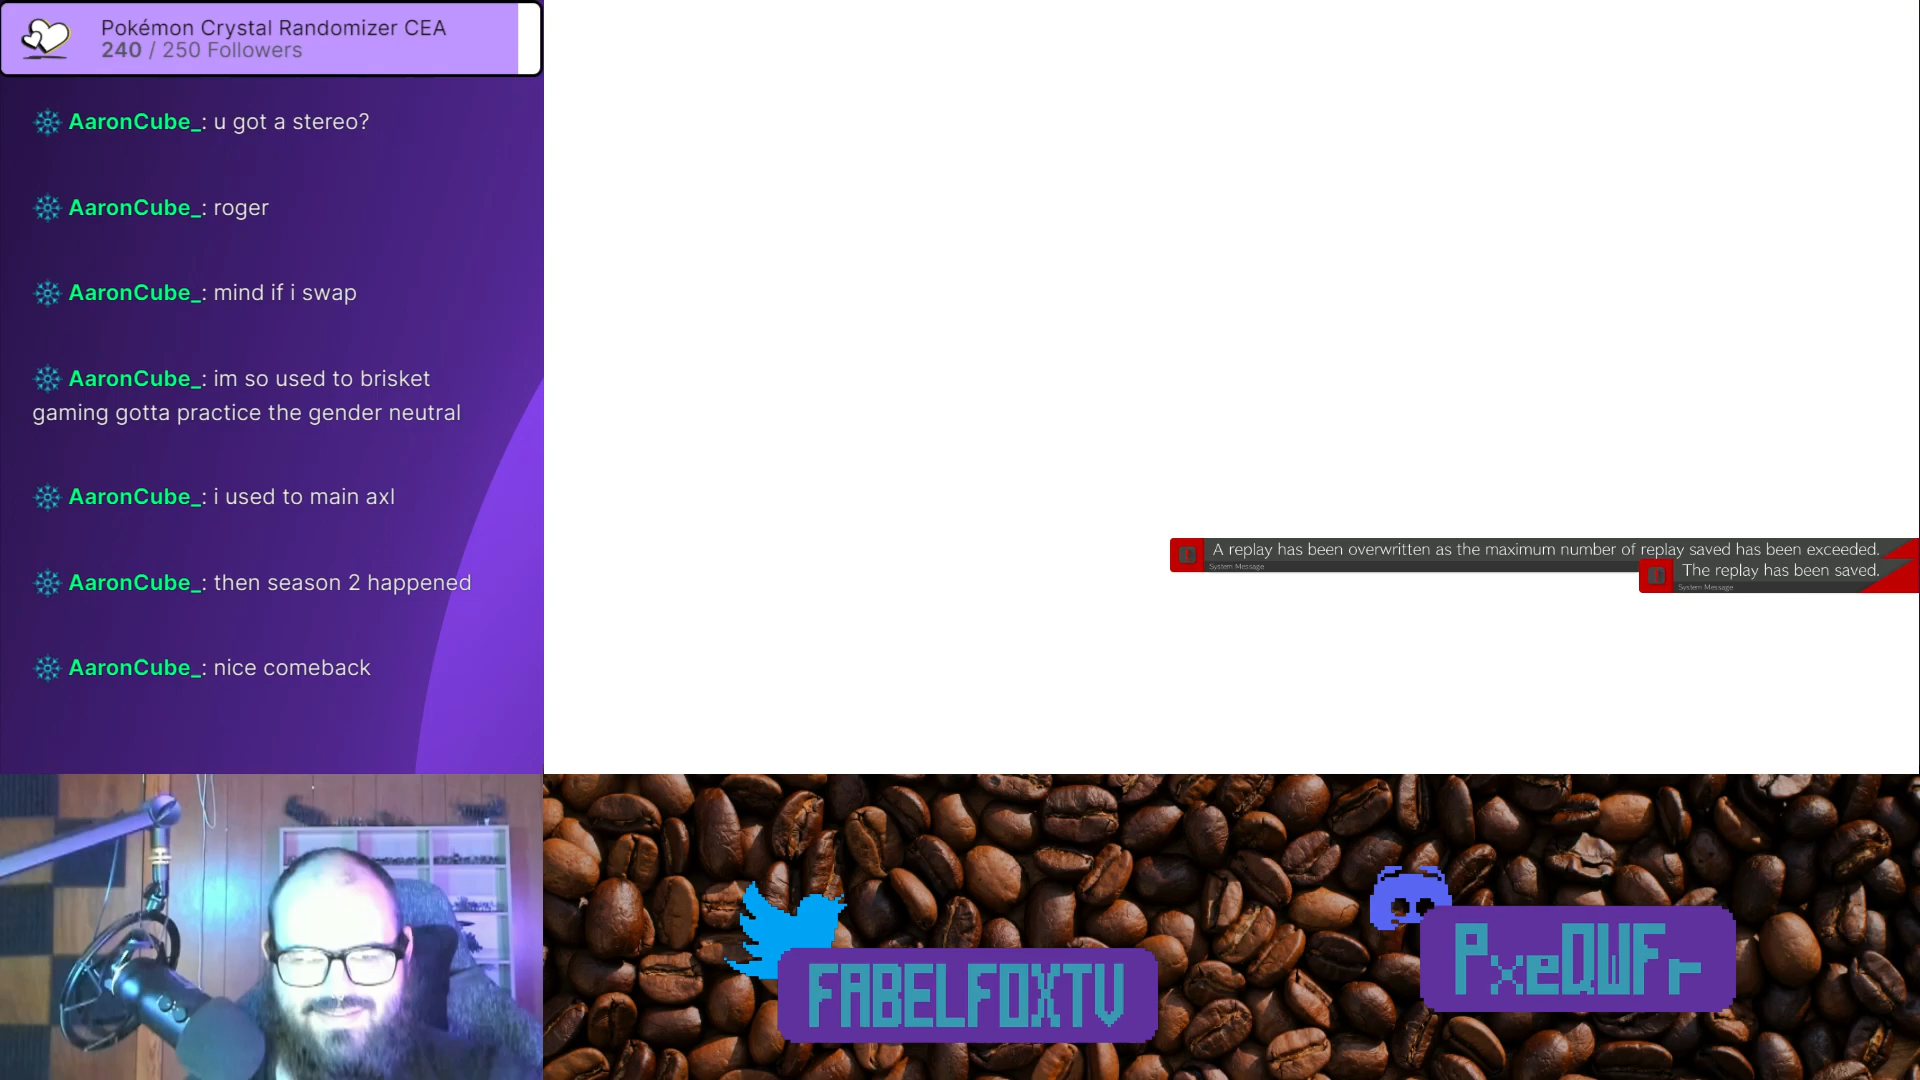 Pokémon Crystal Randomizer CEA
240 / 250 Followers
AaronCube_: u got a stereo?
AaronCube_: roger
AaronCube_: mind if i swap
AaronCube_: im so used to brisket
gaming gotta practice the gender neutral
AaronCube_: i used to main axl
AaronCube_: then season 2 happened
AaronCube_: nice comeback
A replay has been overwritten as the maximum number of replay saved has been exceeded.
System Message
The replay has been saved.
System Message
FABELFOXTV
PxeQWFr